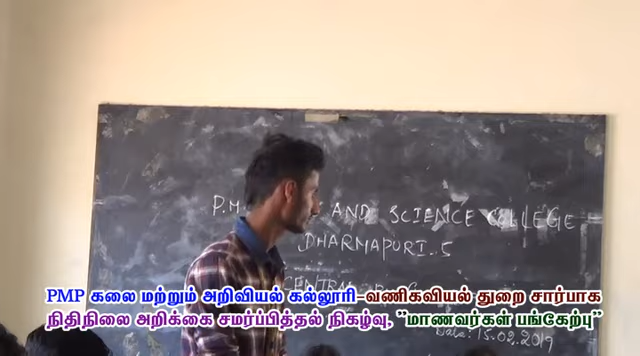 P.M AND SCIENCE COLLEGE
DHARMAPURI.5
PMP கலை மற்றும் அறிவியல் கல்லூரி-வணிகவியல் துறை சார்பாக
நிதிநிலை அறிக்கை சமர்ப்பித்தல் நிகழ்வு, ”மாணவர்கள் பங்கேற்பு”
Date: 15.02.2019